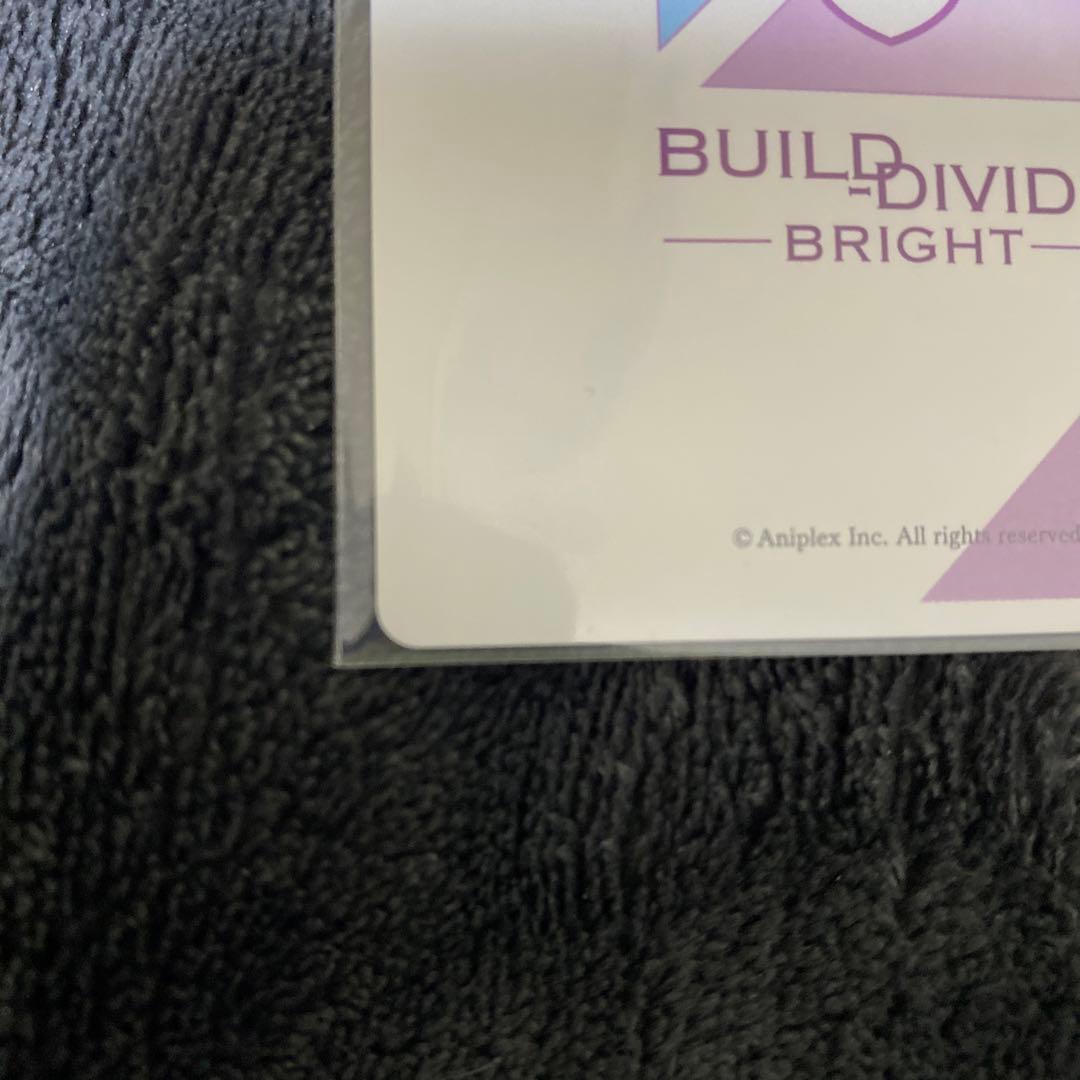 BUILD-DIVID
BRIGHT
© Aniplex Inc. All rights reserved